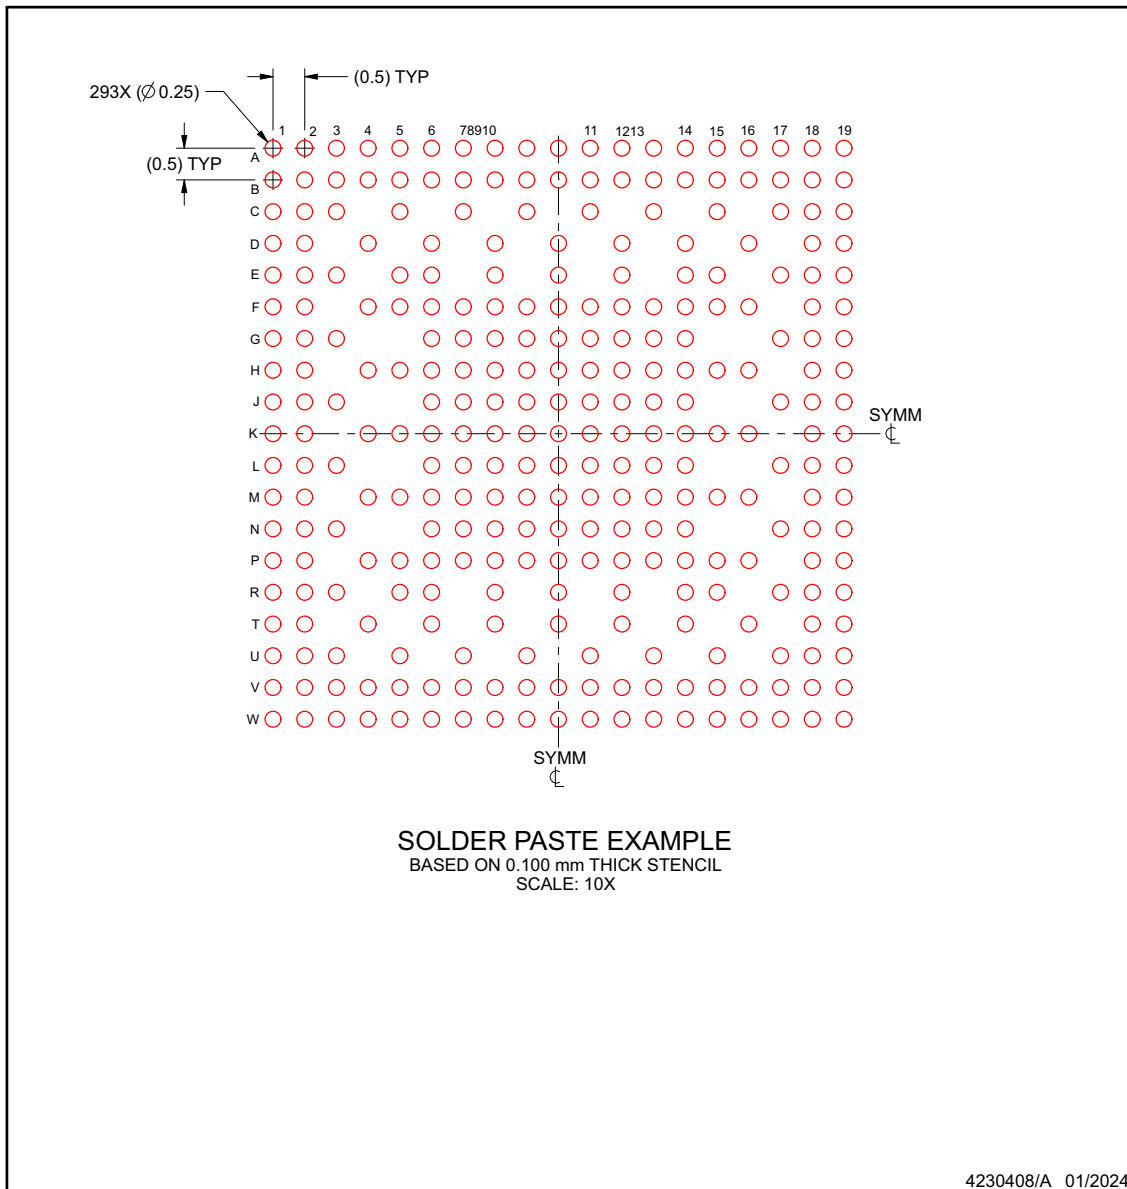 (0.5) TYP
293X (Ø 0.25)
1 2 3 4 5 6 78910 11 1213 14 15 16 17 18 19
A
(0.5) TYP
B
C
D
E
F
G
H
J
SYMM
K
℄
L
M
N
P
R
T
U
V
W
SYMM
℄
SOLDER PASTE EXAMPLE
BASED ON 0.100 mm THICK STENCIL
SCALE: 10X
4230408/A 01/2024